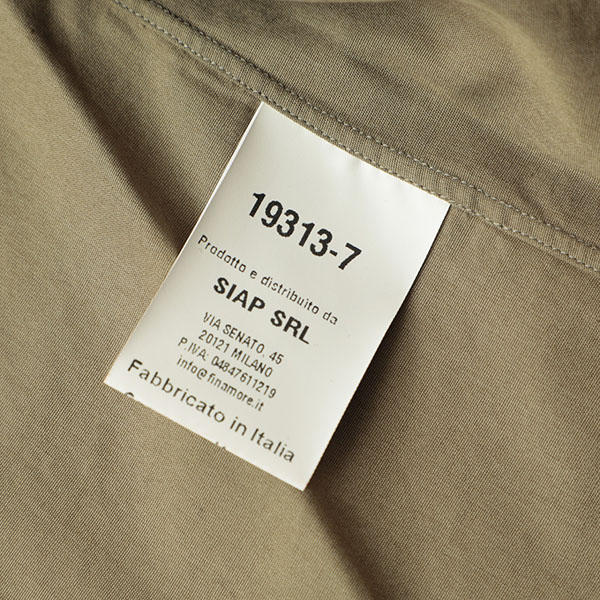 19313-7
Prodotto e distribuito da
SIAP SRL
VIA SENATO, 45
20121 MILANO
P.IVA: 04847611219
info@finamore.it
Fabbricato in Italia